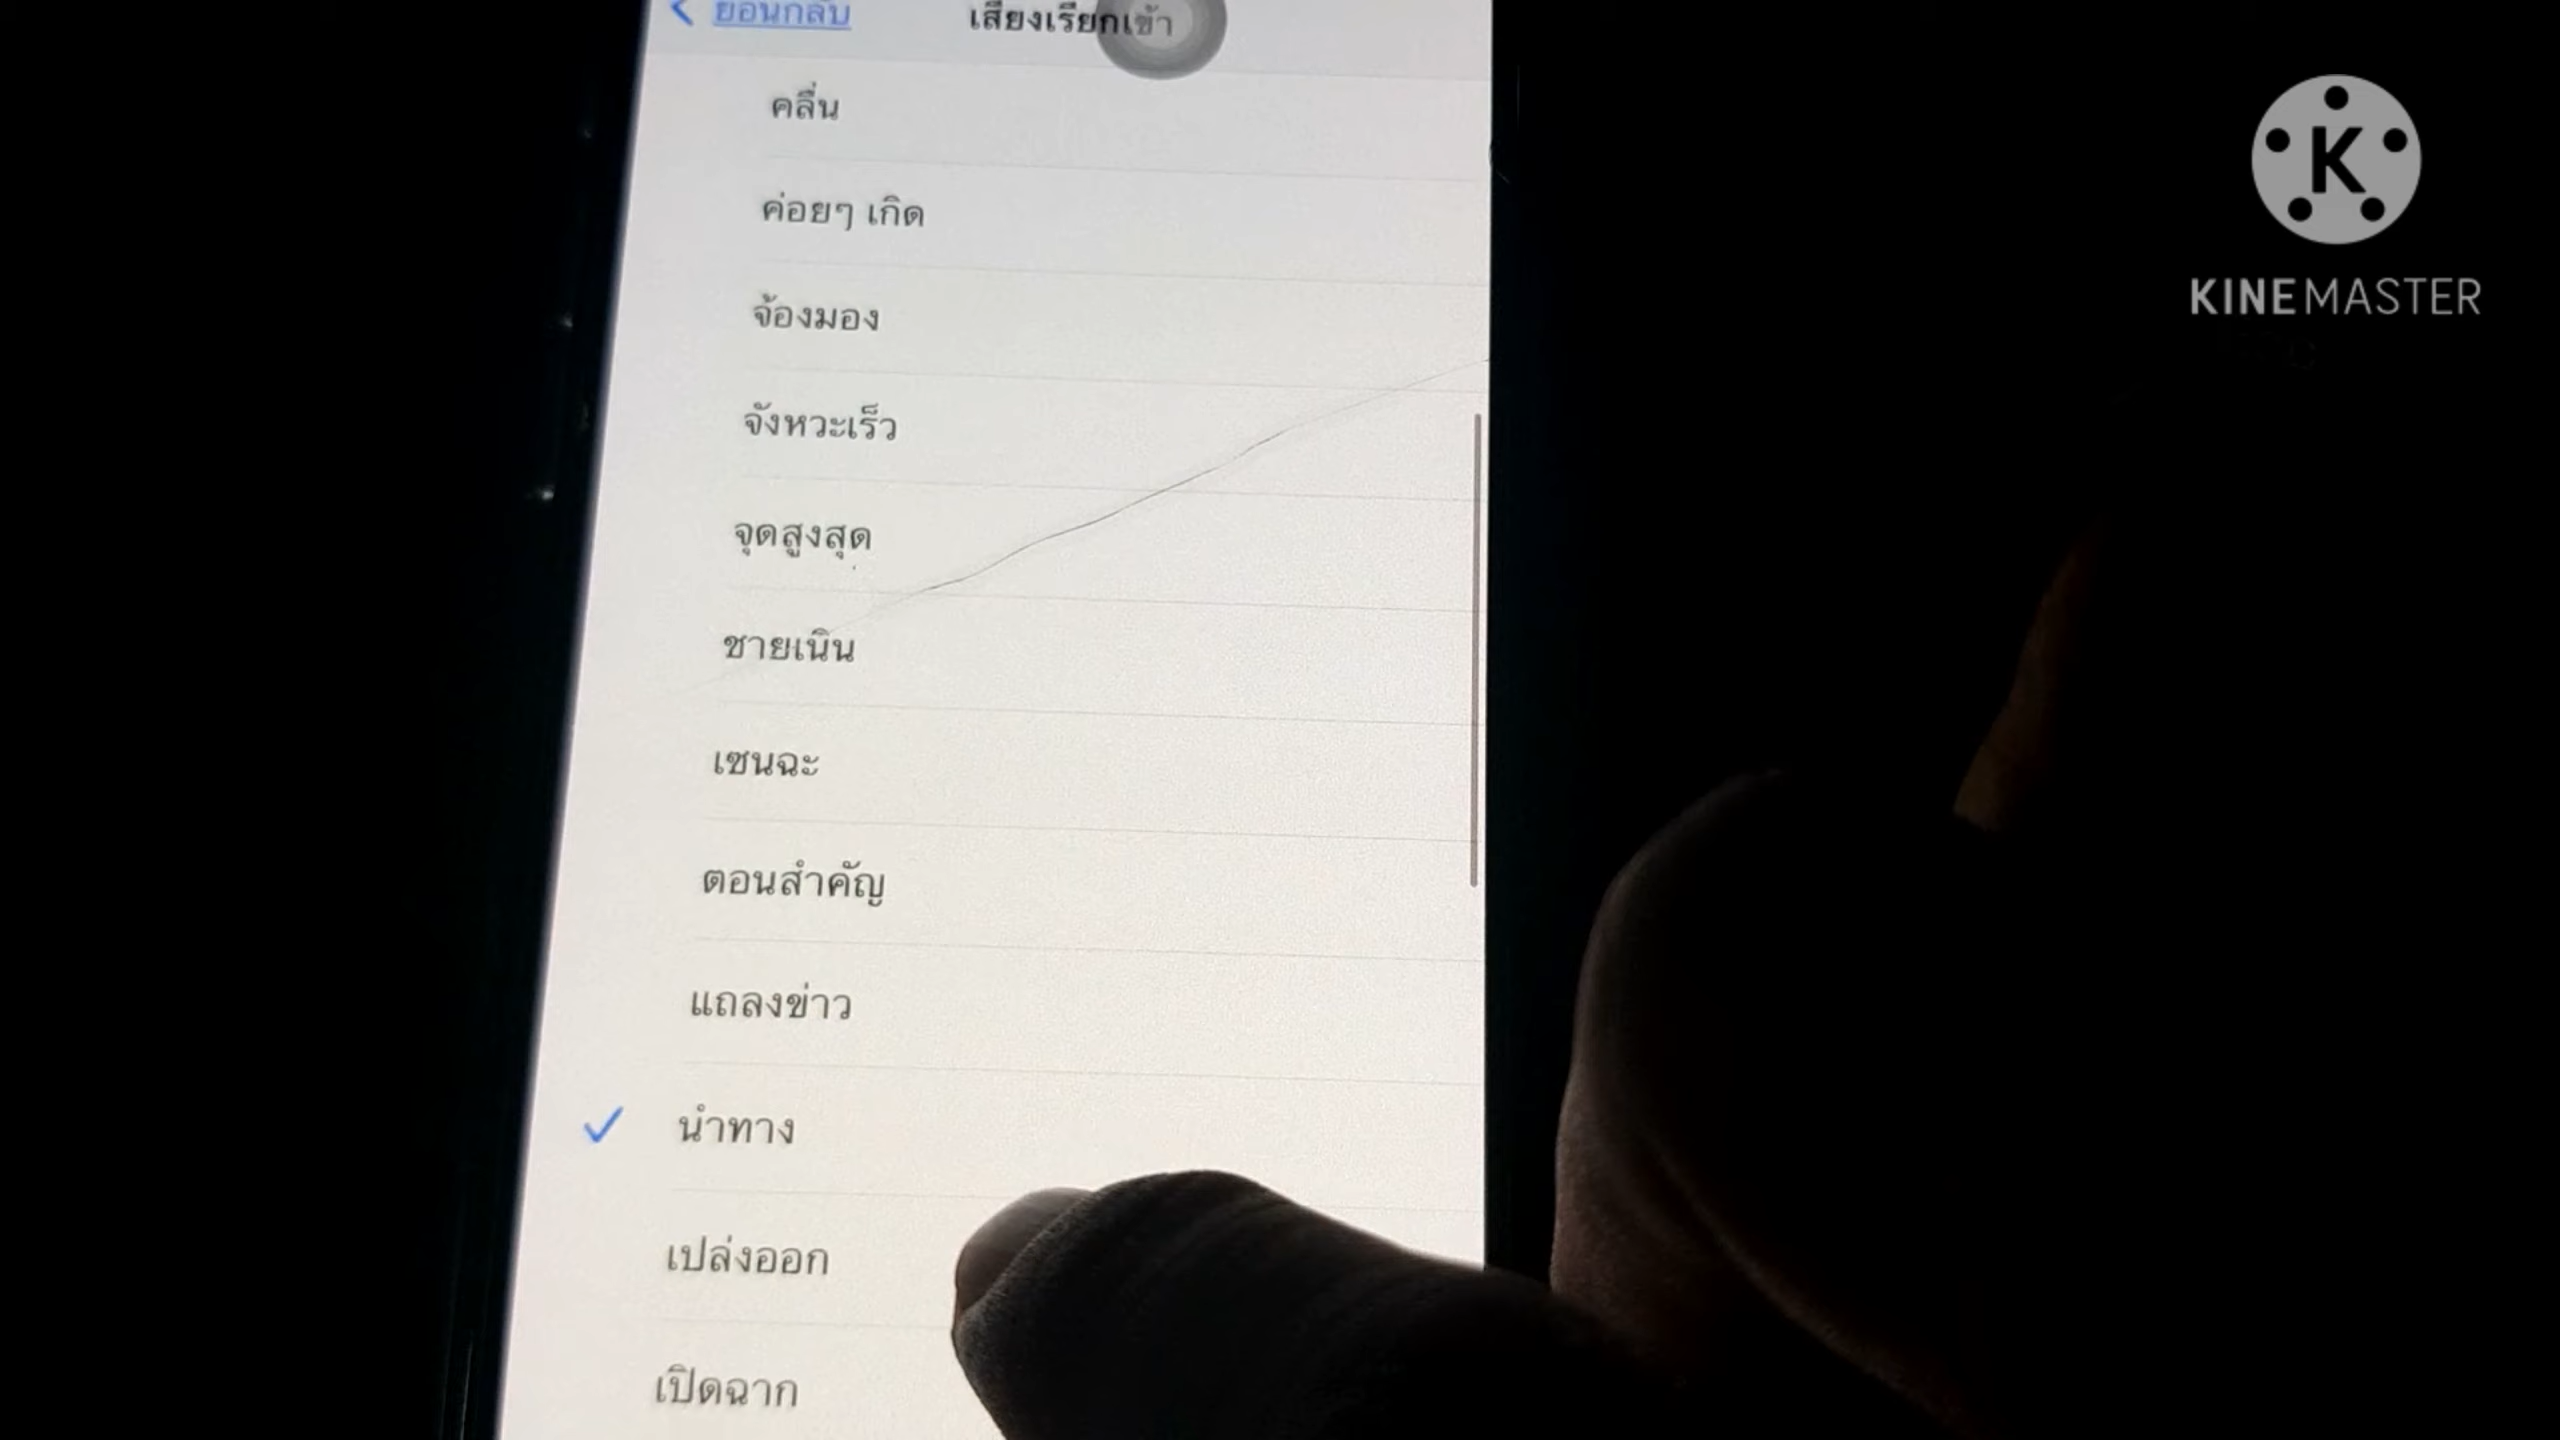 ย้อนกลับ
เสียงเรียกเข้า
คลื่น
ค่อยๆ เกิด
จ้องมอง
จังหวะเร็ว
จุดสูงสุด
ชายเนิน
เซนฉะ
ตอนสำคัญ
แถลงข่าว
นำทาง
เปล่งออก
เปิดฉาก
K
KINEMASTER